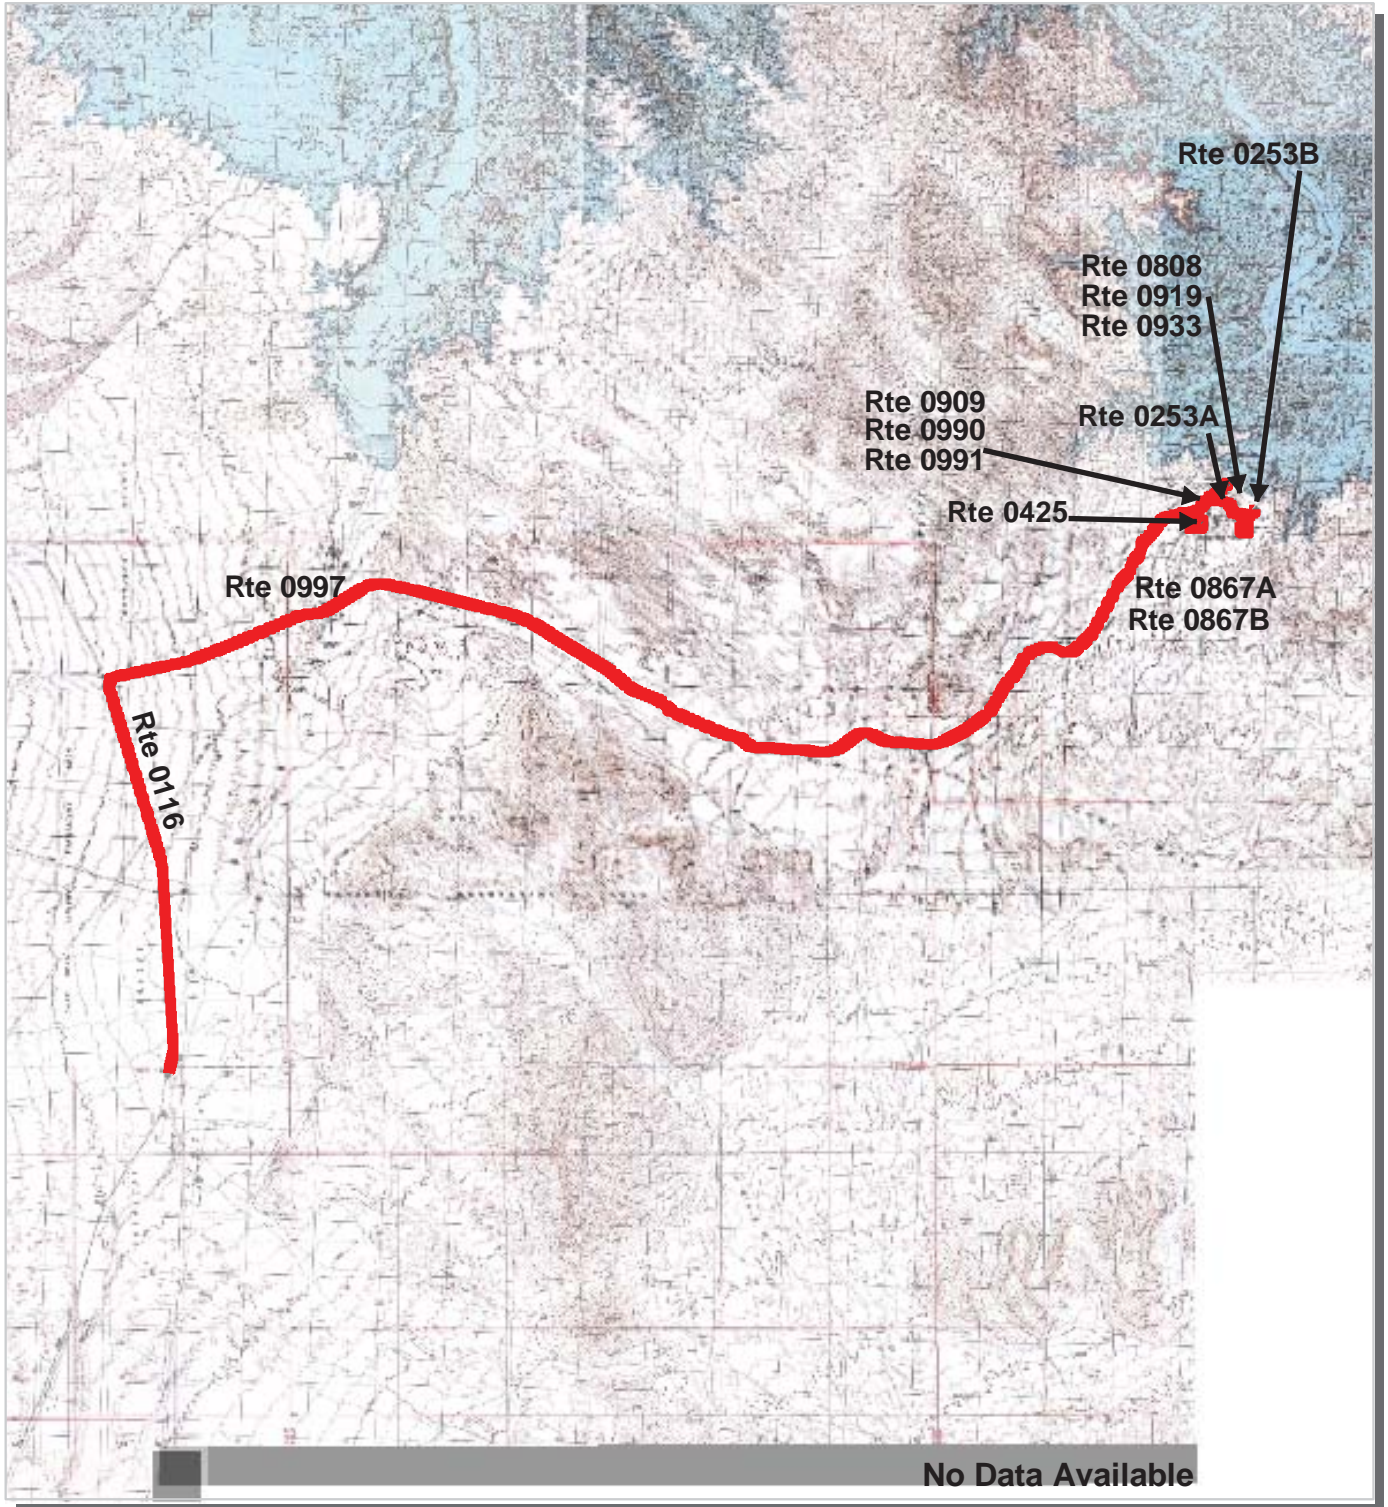 Rte 0253B
Rte 0808
Rte 0919
Rte 0933
Rte 0909
Rte 0990
Rte 0991
Rte 0253A
Rte 0425
Rte 0997
Rte 0867A
Rte 0867B
Rte 0116
No Data Available